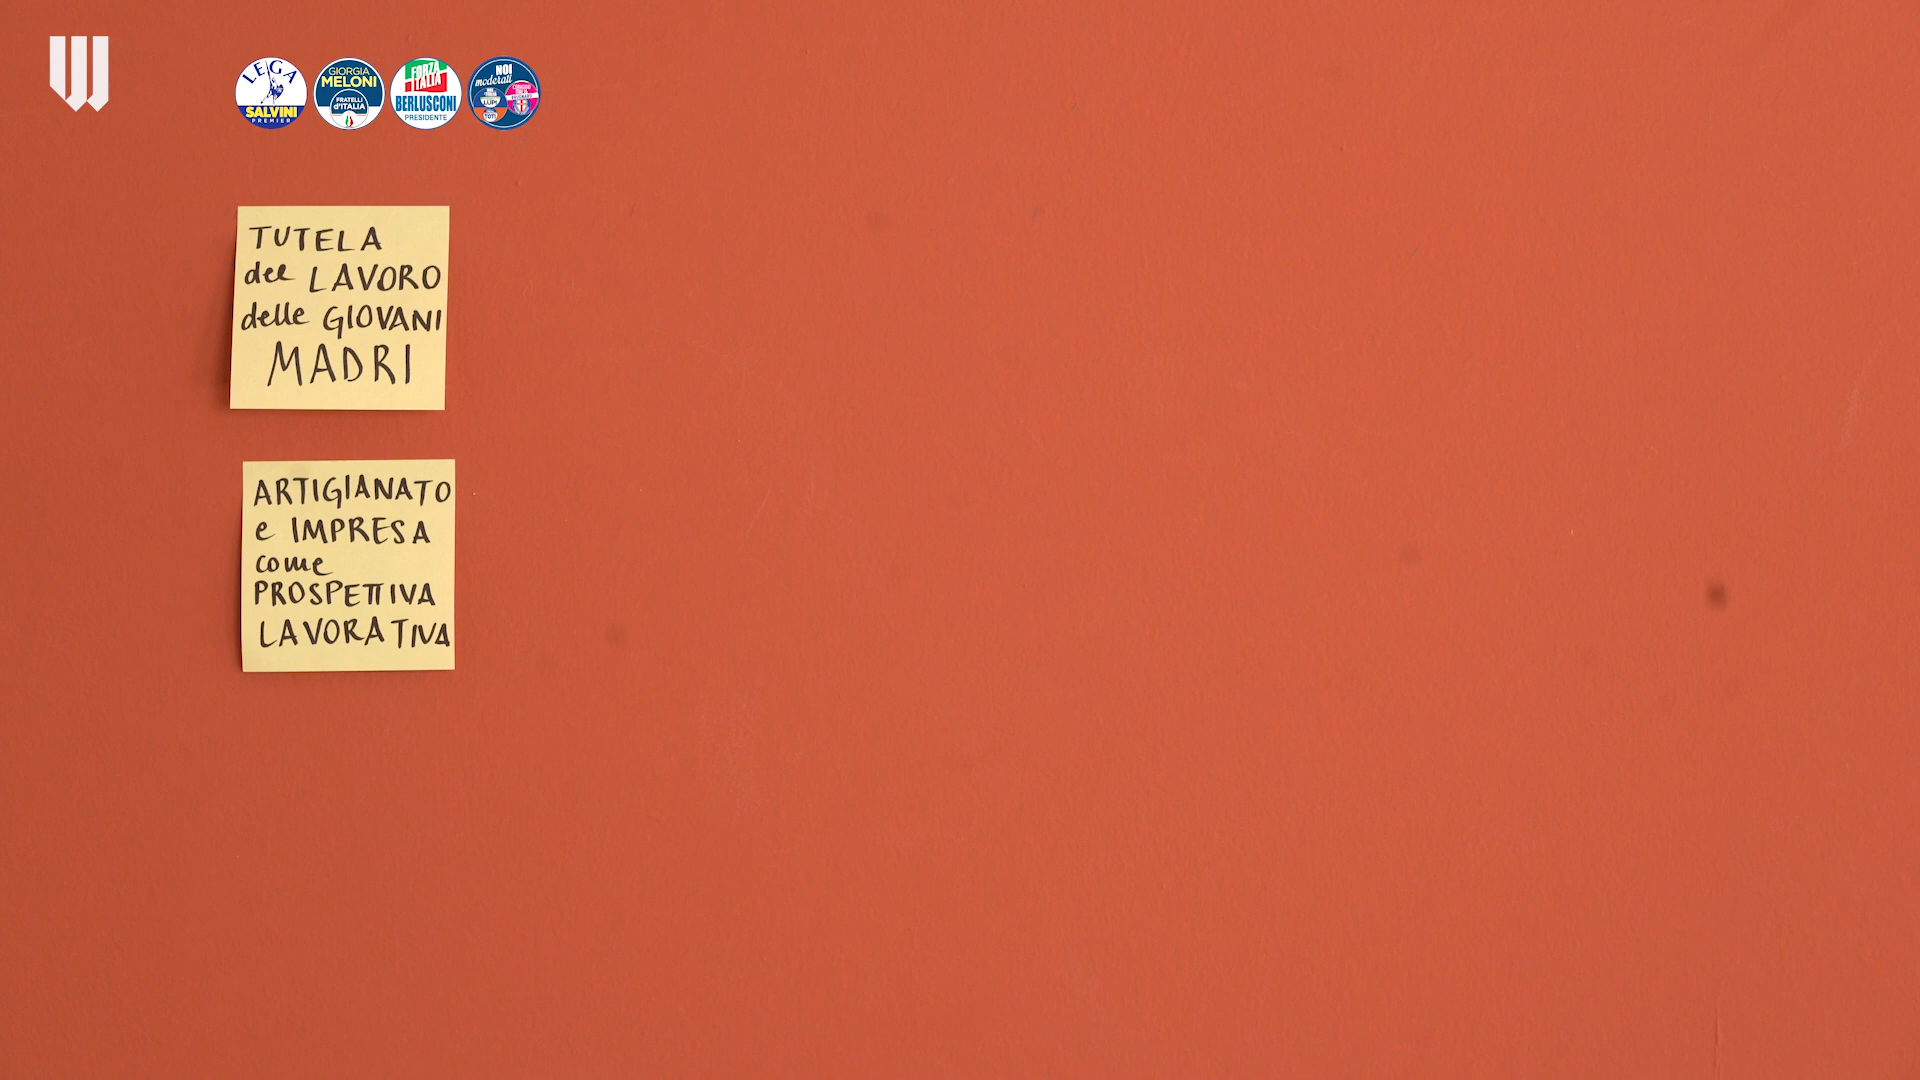 LEGA
SALVINI
PREMIER
GIORGIA
MELONI
FRATELLI
d'ITALIA
FORZA
ITALIA
BERLUSCONI
PRESIDENTE
NOI
moderati
LUPI
TOTI
TUTELA
del LAVORO
delle GIOVANI
MADRI
ARTIGIANATO
e IMPRESA
come
PROSPETTIVA
LAVORATIVA